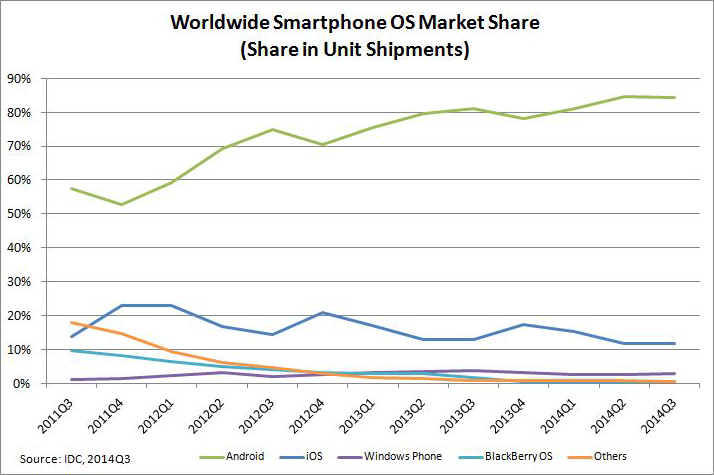 Worldwide Smartphone OS Market Share
(Share in Unit Shipments)
90%
80%
70%
60%
50%
40%
30%
20%
10%
0%
2011Q3
2011Q4
2012Q1
2012Q2
2012Q3
2012Q4
2013Q1
2013Q2
2013Q3
2013Q4
2014Q1
2014Q2
2014Q3
Source: IDC, 2014Q3
Android
iOS
Windows Phone
BlackBerry OS
Others